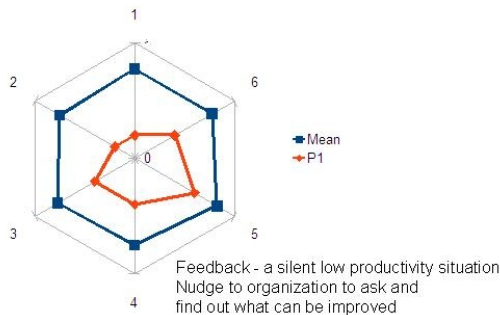 1
2
6
Mean
P1
0
3
5
4
Feedback - a silent low productivity situation
Nudge to organization to ask and
find out what can be improved